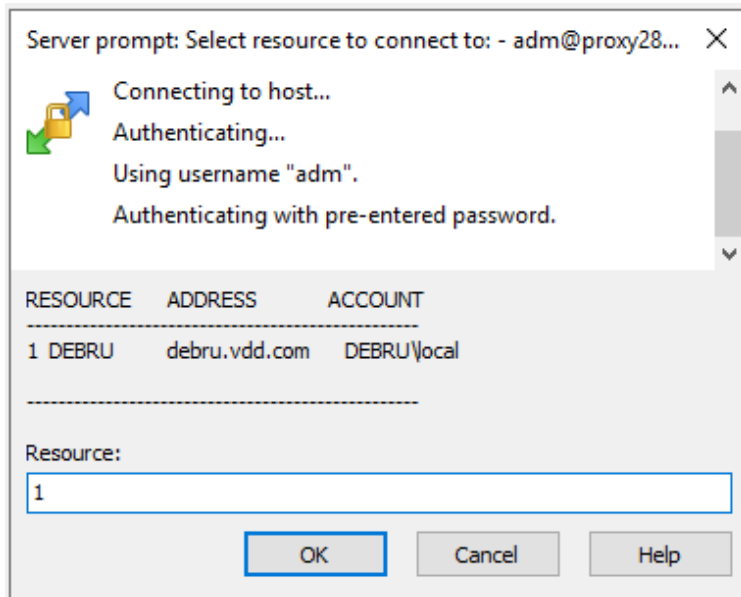 Server prompt: Select resource to connect to: - adm@proxy28...
Connecting to host...
Authenticating...
Using username "adm".
Authenticating with pre-entered password.
RESOURCE ADDRESS ACCOUNT
--------------------------------------------------
1 DEBRU debru.vdd.com DEBRU\local
--------------------------------------------------
Resource:
1
OK Cancel Help